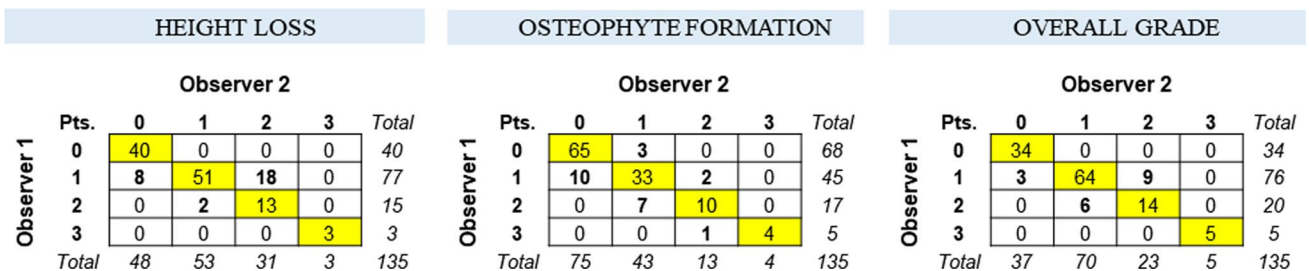 HEIGHT LOSS
Observer 2
Pts. 0 1 2 3 Total
Observer 1
0 40 0 0 0 40
1 8 51 18 0 77
2 0 2 13 0 15
3 0 0 0 3 3
Total 48 53 31 3 135
OSTEOPHYTE FORMATION
Observer 2
Pts. 0 1 2 3 Total
Observer 1
0 65 3 0 0 68
1 10 33 2 0 45
2 0 7 10 0 17
3 0 0 1 4 5
Total 75 43 13 4 135
OVERALL GRADE
Observer 2
Pts. 0 1 2 3 Total
Observer 1
0 34 0 0 0 34
1 3 64 9 0 76
2 0 6 14 0 20
3 0 0 0 5 5
Total 37 70 23 5 135